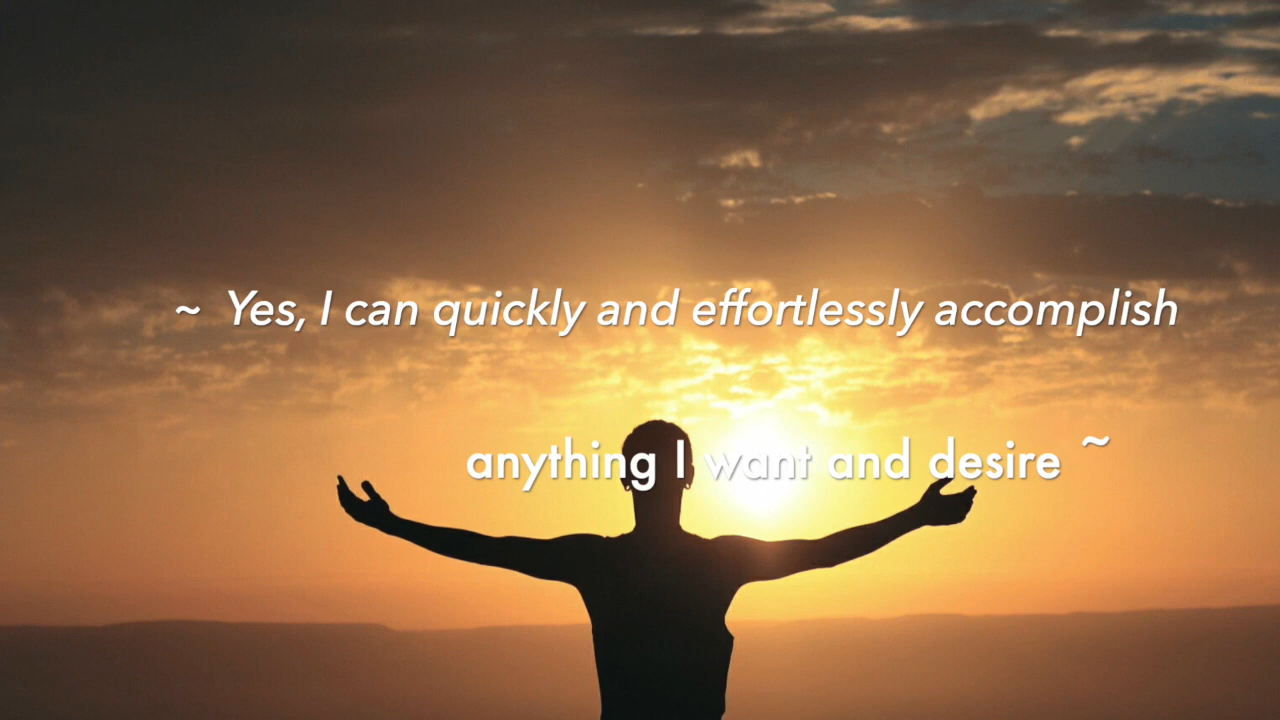 ~ Yes, I can quickly and effortlessly accomplish
anything I want and desire ~